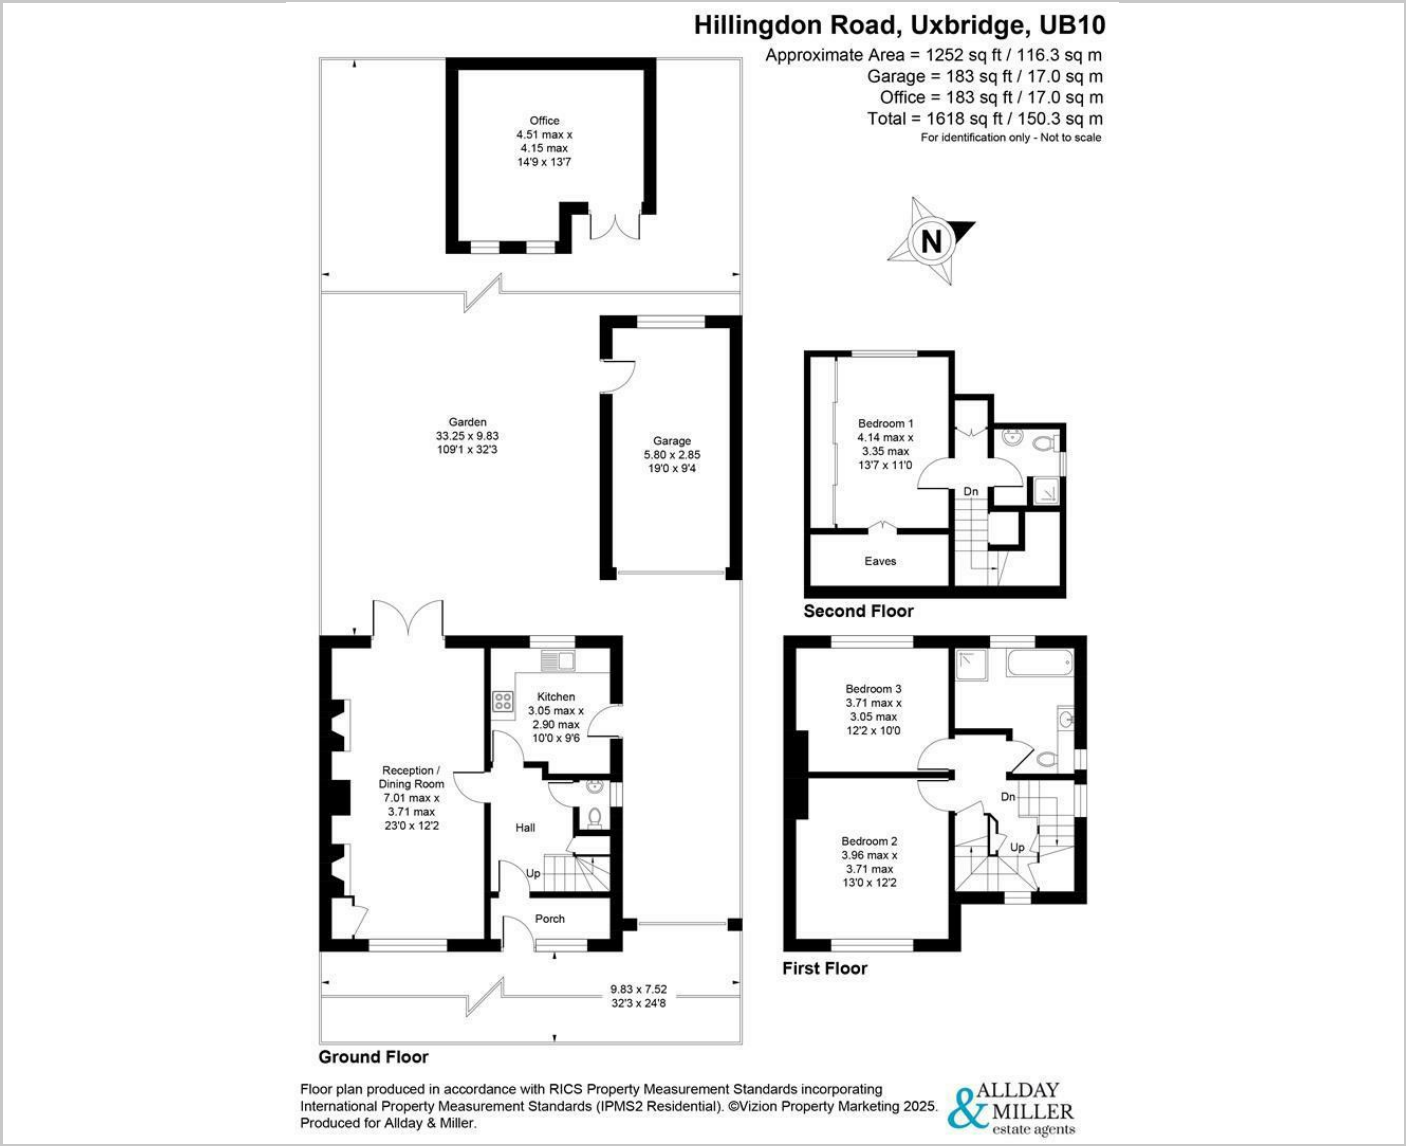 Hillingdon Road, Uxbridge, UB10
Approximate Area = 1252 sq ft / 116.3 sq m
Garage = 183 sq ft / 17.0 sq m
Office = 183 sq ft / 17.0 sq m
Total = 1618 sq ft / 150.3 sq m
For identification only - Not to scale
Office
4.51 max x
4.15 max
14'9 x 13'7
N
Garden
33.25 x 9.83
109'1 x 32'3
Garage
5.80 x 2.85
19'0 x 9'4
Bedroom 1
4.14 max x
3.35 max
13'7 x 11'0
Dn
Eaves
Second Floor
Kitchen
3.05 max x
2.90 max
10'0 x 9'6
Reception /
Dining Room
7.01 max x
3.71 max
23'0 x 12'2
Hall
Up
Porch
Bedroom 3
3.71 max x
3.05 max
12'2 x 10'0
Dn
Up
Bedroom 2
3.96 max x
3.71 max
13'0 x 12'2
First Floor
9.83 x 7.52
32'3 x 24'8
Ground Floor
Floor plan produced in accordance with RICS Property Measurement Standards incorporating
International Property Measurement Standards (IPMS2 Residential). ©Vizion Property Marketing 2025.
Produced for Allday & Miller.
ALLDAY
& MILLER
estate agents